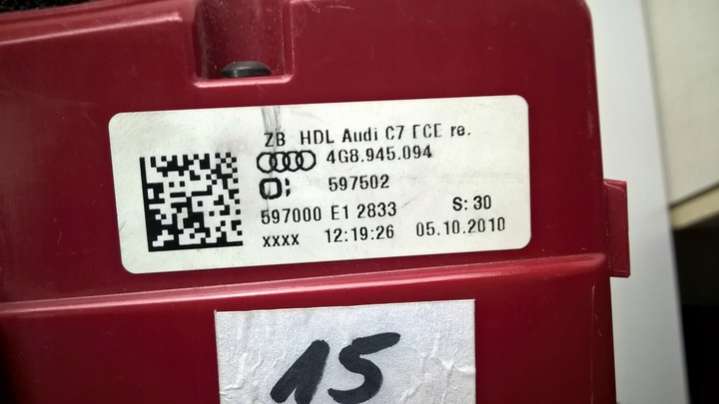 ZB HDL Audi C7 ECE re.
4G8.945.094
597502
597000 E1 2833 S: 30
xxxx 12:19:26 05.10.2010
15